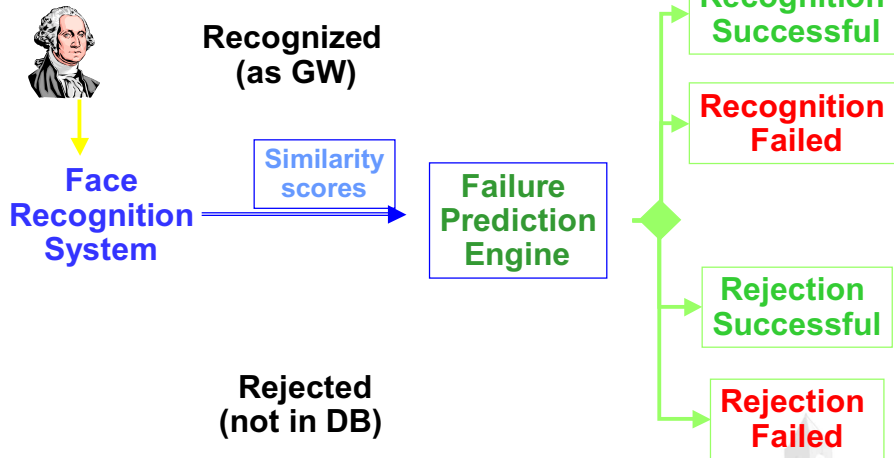 Recognized
(as GW)
Recognition
Successful
Recognition
Failed
Similarity
scores
Face
Recognition
System
Failure
Prediction
Engine
Rejection
Successful
Rejected
(not in DB)
Rejection
Failed